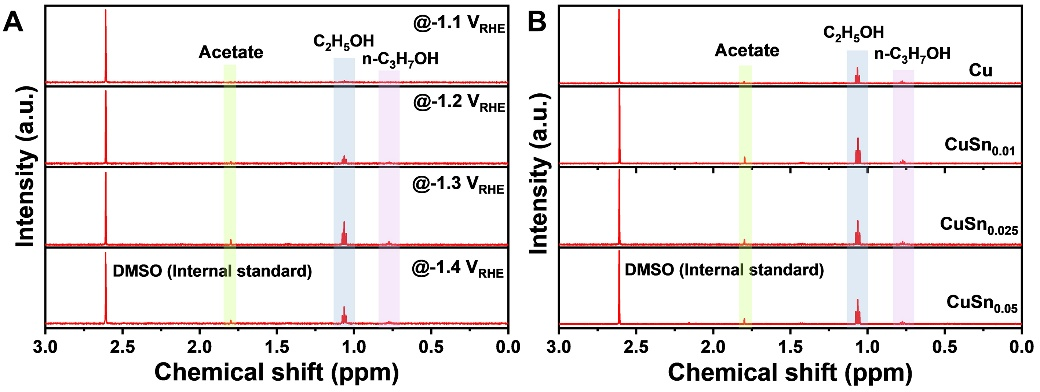 A
Intensity (a.u.)
@-1.1 VRHE
Acetate
C2H5OH
n-C3H7OH
@-1.2 VRHE
@-1.3 VRHE
DMSO (Internal standard)
@-1.4 VRHE
3.0 2.5 2.0 1.5 1.0 0.5 0.0
Chemical shift (ppm)
B
Intensity (a.u.)
Acetate
C2H5OH
n-C3H7OH
Cu
CuSn0.01
CuSn0.025
DMSO (Internal standard)
CuSn0.05
3.0 2.5 2.0 1.5 1.0 0.5 0.0
Chemical shift (ppm)